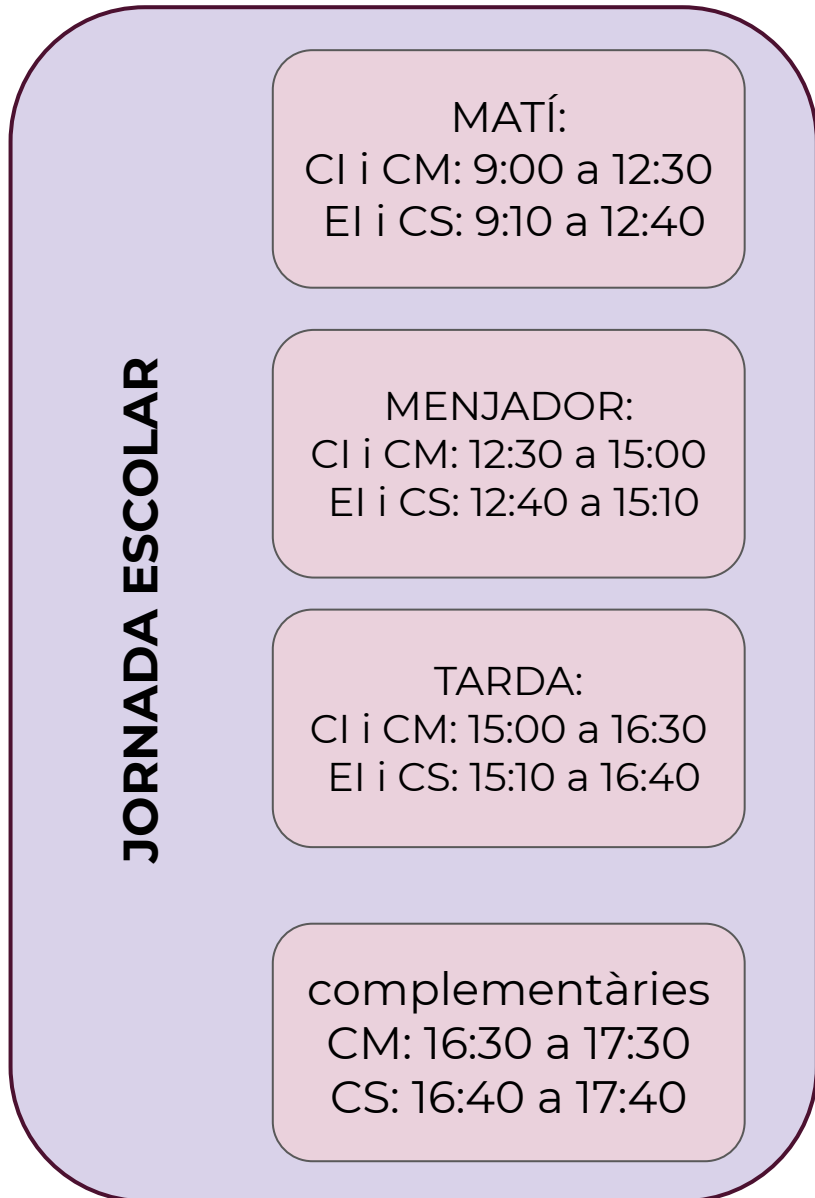 JORNADA ESCOLAR
MATÍ:
CI i CM: 9:00 a 12:30
EI i CS: 9:10 a 12:40
MENJADOR:
CI i CM: 12:30 a 15:00
EI i CS: 12:40 a 15:10
TARDA:
CI i CM: 15:00 a 16:30
EI i CS: 15:10 a 16:40
complementàries
CM: 16:30 a 17:30
CS: 16:40 a 17:40